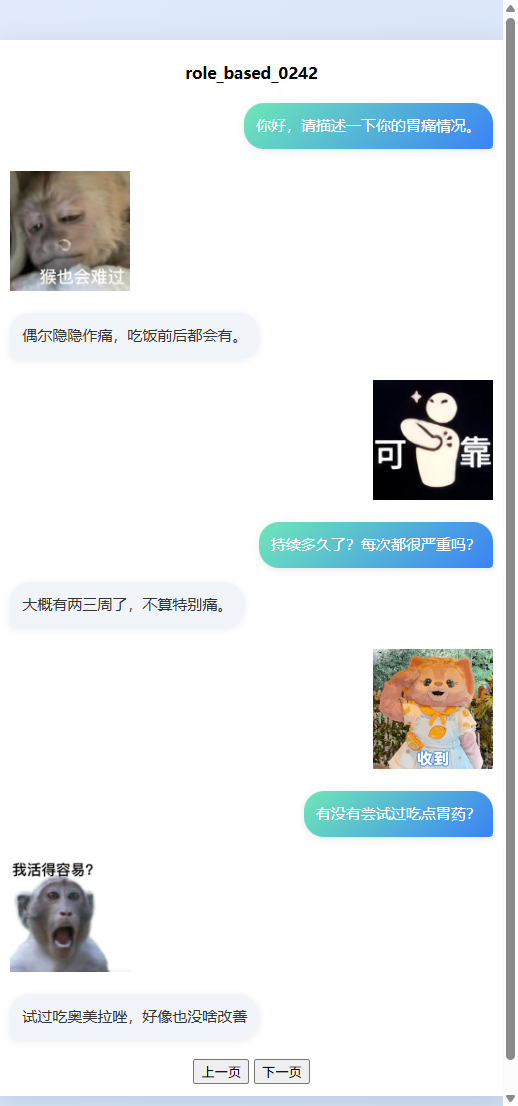 role_based_0242
你好，请描述一下你的胃痛情况。
猴也会难过
偶尔隐隐作痛，吃饭前后都会有。
可 靠
持续多久了？每次都很严重吗？
大概有两三周了，不算特别痛。
收到
有没有尝试过吃点胃药？
我活得容易?
试过吃奥美拉唑，好像也没啥改善
上一页 下一页